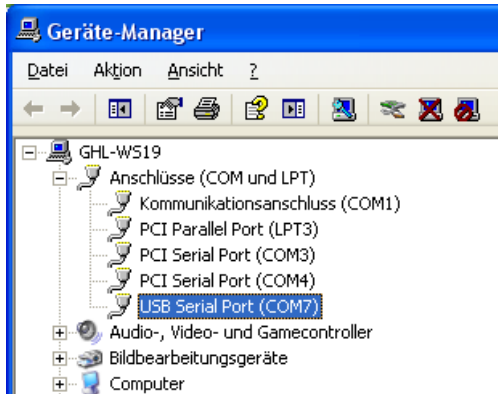 Geräte-Manager
Datei Aktion Ansicht ?
GHL-WS19
Anschlüsse (COM und LPT)
Kommunikationsanschluss (COM1)
PCI Parallel Port (LPT3)
PCI Serial Port (COM3)
PCI Serial Port (COM4)
USB Serial Port (COM7)
Audio-, Video- und Gamecontroller
Bildbearbeitungsgeräte
Computer